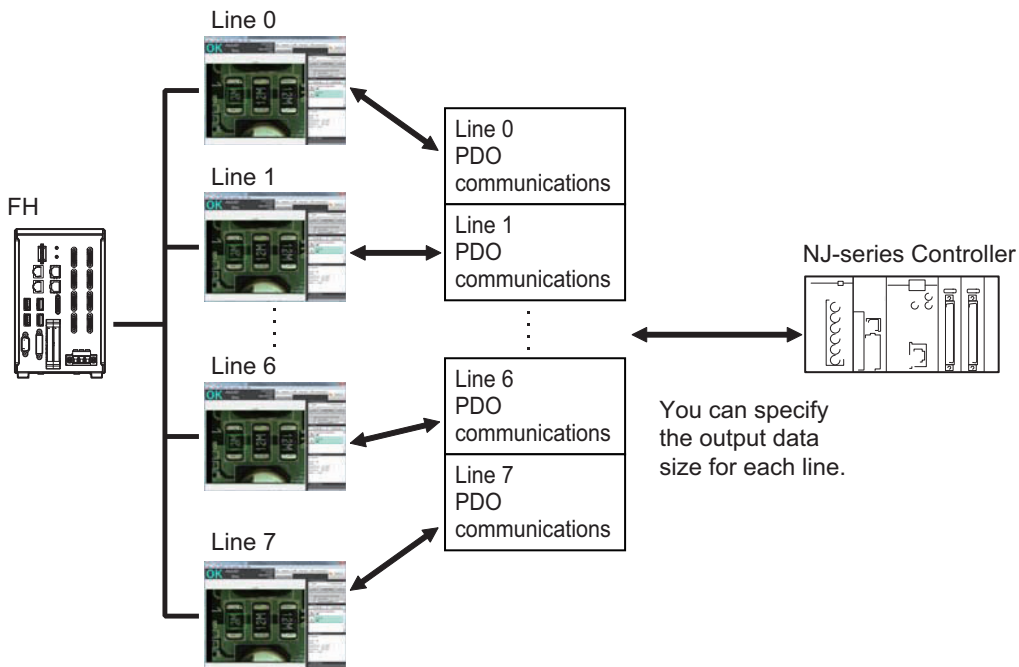 Line 0
OK
Line 0
PDO
communications
Line 1
OK
Line 1
PDO
communications
FH
NJ-series Controller
Line 6
OK
Line 6
PDO
communications
You can specify
the output data
size for each line.
Line 7
PDO
communications
Line 7
OK